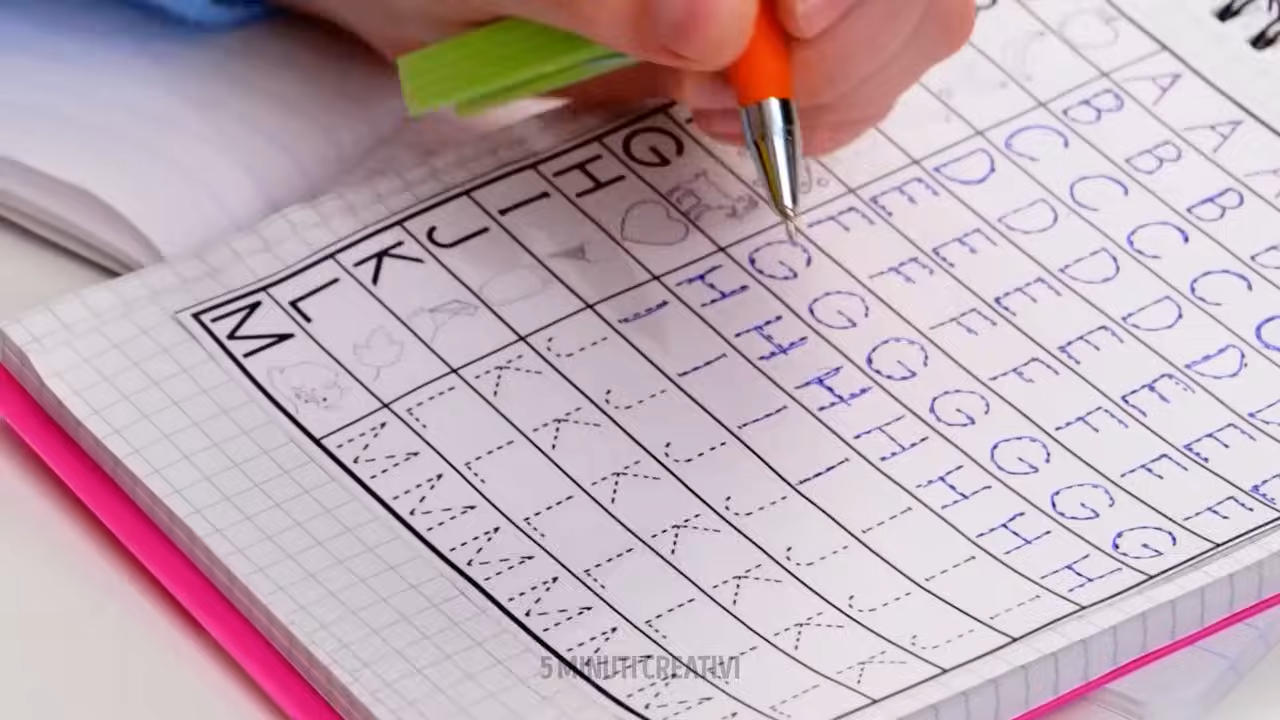 A A A
B B B B
C C C C C
D D D D D D
E E E E E E E
F F F F F F F
G G G G G G G G
H H H H H H H H
I I I I I I I I
J J J J J J J J
K K K K K K K K
L L L L L L L L
M M M M M M M
5 MINUTI CREATIVI